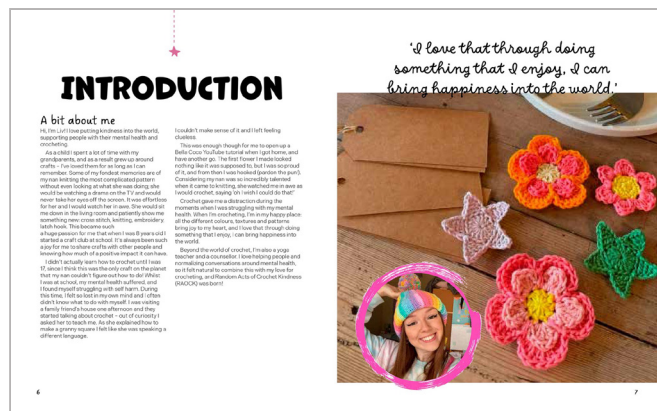 INTRODUCTION
A bit about me
Hi, I'm Liz! I love putting kindness into the world,
supporting people with their mental health and
crocheting.
As a child I spent a lot of time with my
grandparents, and as a result grew up around
crafts – I've loved them for as long as I can
remember. Some of my fondest memories are of
my nan knitting the most complicated pattern
without even looking at what she was doing; she
would be watching a drama on the TV and would
never take her eyes off the screen. It was effortless
for her and I would watch her in awe. She would sit
me down in the living room and patiently show me
something new: cross stitch, knitting, embroidery,
latch hook. This became such
a huge passion for me that when I was 8 years old I
started a craft club at school. It's always been such
a joy for me to share crafts with other people and
knowing how much of a positive impact it can have.
I didn't actually learn how to crochet until I was
17, since I think this was the only craft on the planet
that my nan couldn't figure out how to do! Whilst
I was at school, my mental health suffered, and
I found myself struggling with self harm. During
this time, I felt so lost in my own mind and I often
didn't know what to do with myself. I was visiting
a family friend's house one afternoon and they
started talking about crochet – out of curiosity I
asked her to teach me. As she explained how to
make a granny square I felt like she was speaking a
different language.
I couldn't make sense of it and I left feeling
clueless.
This was enough though for me to open up a
Bella Coco YouTube tutorial when I got home, and
have another go. The first flower I made looked
nothing like it was supposed to, but I was so proud
of it, and from then I was hooked (pardon the pun!).
Considering my nan was so incredibly talented
when it came to knitting, she watched me in awe as
I would crochet, saying 'oh I wish I could do that!'
Crochet gave me a distraction during the
moments when I was struggling with my mental
health. When I'm crocheting, I'm in my happy place
all the different colours, textures and patterns
bring joy to my heart, and I love that through doing
something that I enjoy, I can bring happiness into
the world.
Beyond the world of crochet, I'm also a yoga
teacher and a counsellor. I love helping people and
normalizing conversations around mental health,
so it felt natural to combine this with my love for
crocheting, and Random Acts of Crochet Kindness
(RAOCK) was born!
6
'I love that through doing
something that I enjoy, I can
bring happiness into the world.'
7